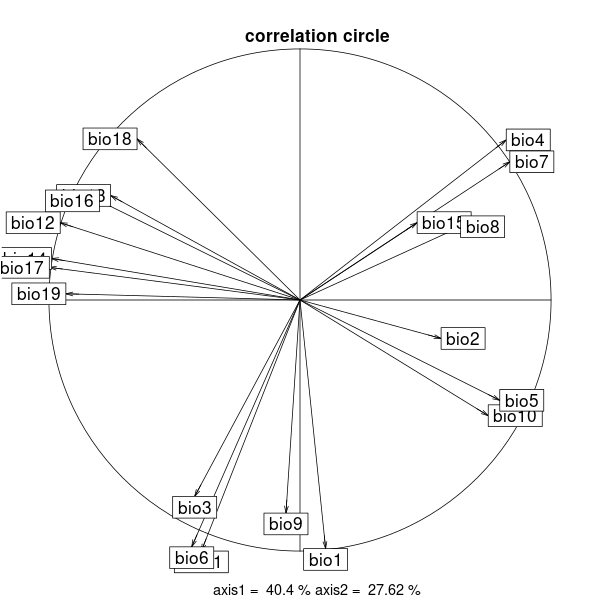 correlation circle
bio18
bio4
bio7
bio16
bio12
bio15
bio8
bio17
bio19
bio2
bio5
bio10
bio3
bio9
bio6
bio1
axis1 = 40.4 % axis2 = 27.62 %